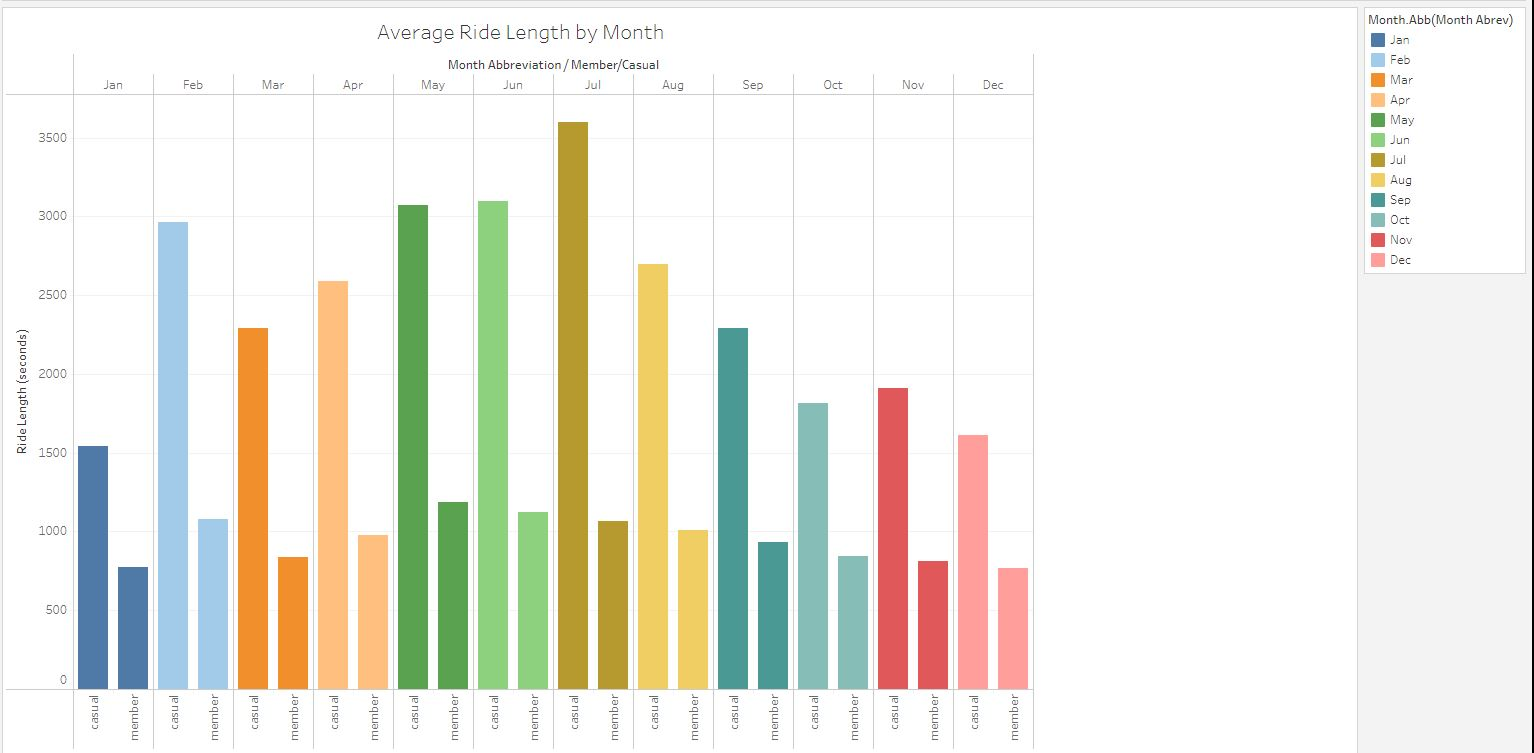 Average Ride Length by Month
Month Abbreviation / Member/Casual
Jan Feb Mar Apr May Jun Jul Aug Sep Oct Nov Dec
Ride Length (seconds)
3500
3000
2500
2000
1500
1000
500
0
casual member casual member casual member casual member casual member casual member casual member casual member casual member casual member casual member casual member
Month.Abb(Month Abrev)
Jan
Feb
Mar
Apr
May
Jun
Jul
Aug
Sep
Oct
Nov
Dec